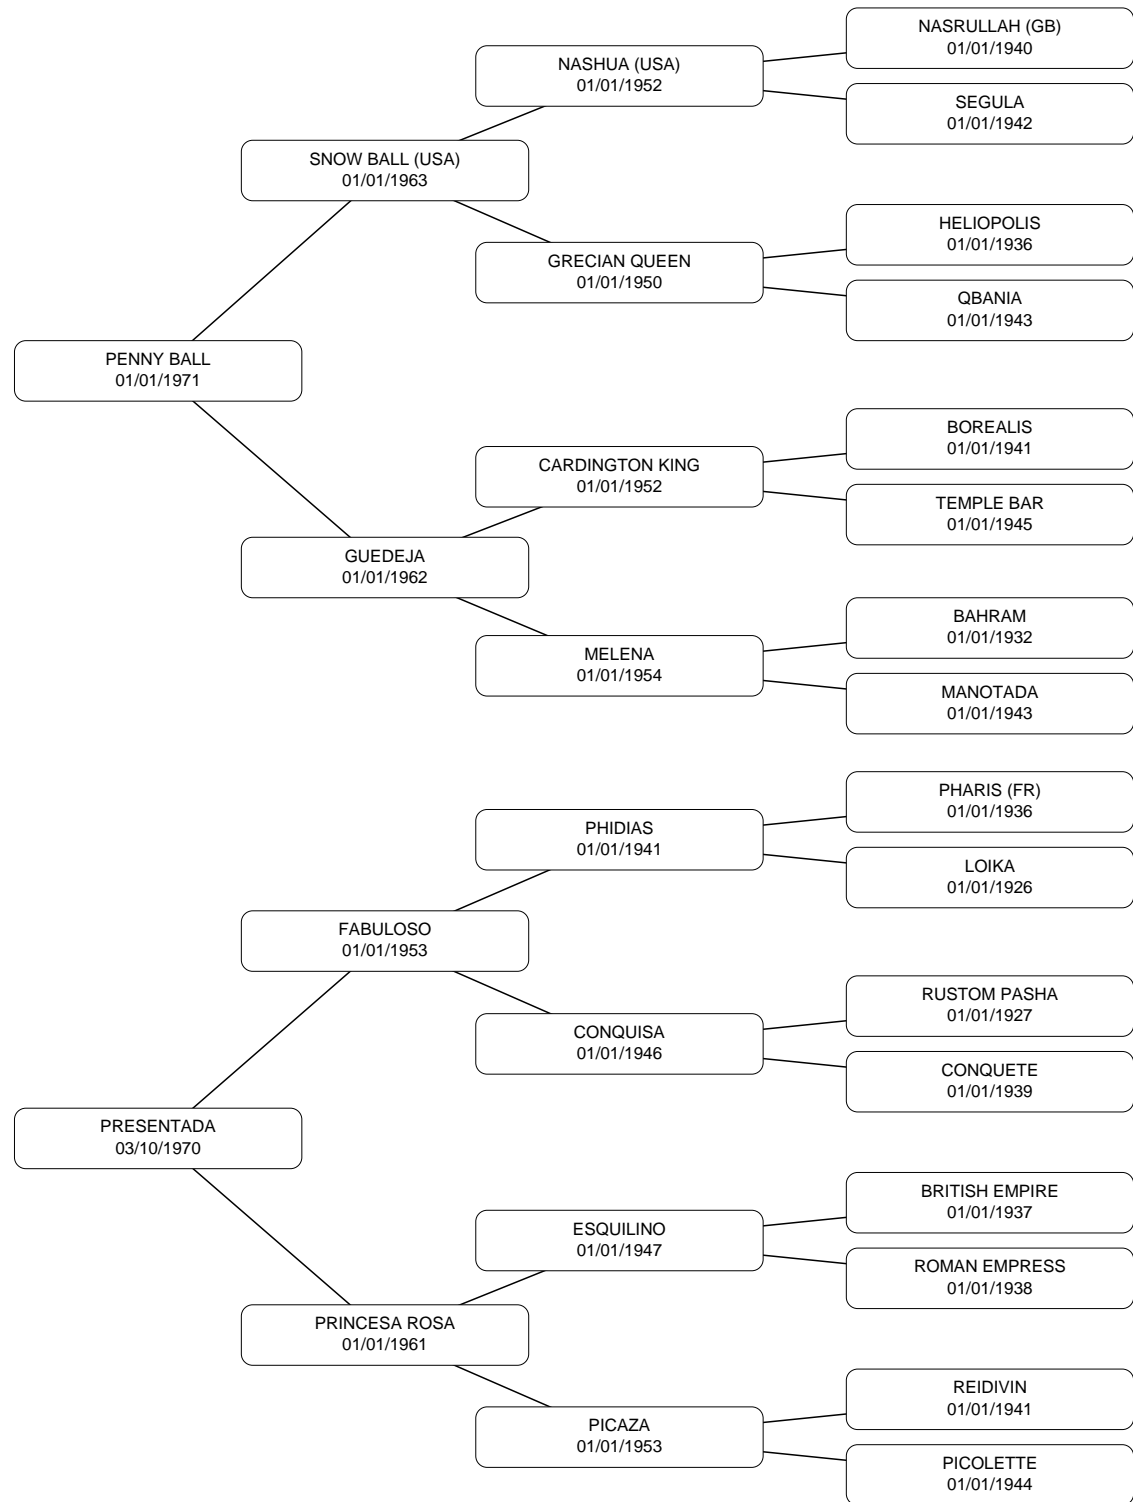 NASRULLAH (GB)
01/01/1940
NASHUA (USA)
01/01/1952
SEGULA
01/01/1942
SNOW BALL (USA)
01/01/1963
HELIOPOLIS
01/01/1936
GRECIAN QUEEN
01/01/1950
QBANIA
01/01/1943
PENNY BALL
01/01/1971
BOREALIS
01/01/1941
CARDINGTON KING
01/01/1952
TEMPLE BAR
01/01/1945
GUEDEJA
01/01/1962
BAHRAM
01/01/1932
MELENA
01/01/1954
MANOTADA
01/01/1943
PHARIS (FR)
01/01/1936
PHIDIAS
01/01/1941
LOIKA
01/01/1926
FABULOSO
01/01/1953
RUSTOM PASHA
01/01/1927
CONQUISA
01/01/1946
CONQUETE
01/01/1939
PRESENTADA
03/10/1970
BRITISH EMPIRE
01/01/1937
ESQUILINO
01/01/1947
ROMAN EMPRESS
01/01/1938
PRINCESA ROSA
01/01/1961
REIDIVIN
01/01/1941
PICAZA
01/01/1953
PICOLETTE
01/01/1944